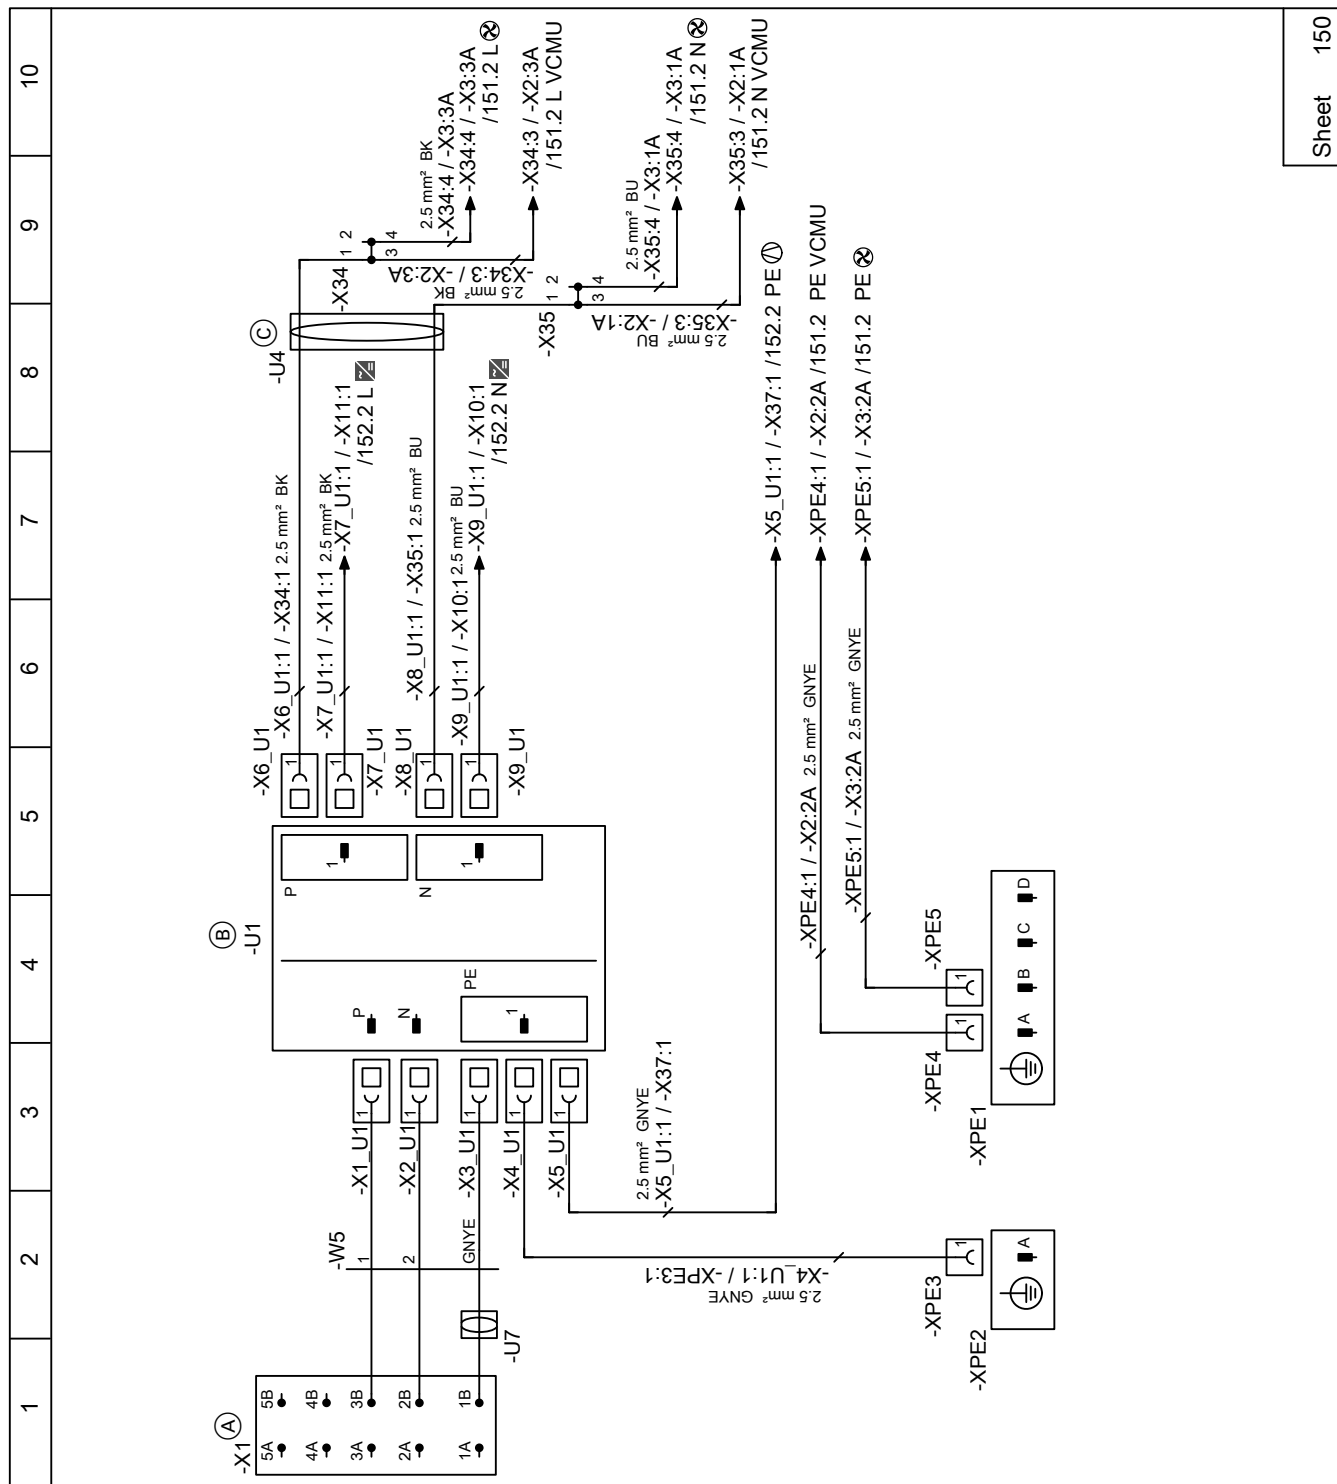 1
2
3
4
5
6
7
8
9
10
Sheet 150
A
-X1
5A 5B
4A 4B
3A 3B
2A 2B
1A 1B
-U7
-W5
1
2
GNYE
-X1_U1
1
-X2_U1
1
-X3_U1
1
-X4_U1
1
-X5_U1
1
B
-U1
P
N
PE
1
P
1
N
1
-X6_U1
1
-X7_U1
1
-X8_U1
1
-X9_U1
1
-X6_U1:1 / -X34:1 2.5 mm² BK
-X7_U1:1 / -X11:1 2.5 mm² BK
-X7_U1:1 / -X11:1
/152.2 L
-X8_U1:1 / -X35:1 2.5 mm² BU
-X9_U1:1 / -X10:1 2.5 mm² BU
-X9_U1:1 / -X10:1
/152.2 N
C
-U4
-X34
1 2
3 4
2.5 mm² BK
-X34:4 / -X3:3A
-X34:4 / -X3:3A
/151.2 L
2.5 mm² BK
-X34:3 / -X2:3A
-X34:3 / -X2:3A
/151.2 L VCMU
-X35
1 2
3 4
2.5 mm² BU
-X35:4 / -X3:1A
-X35:4 / -X3:1A
/151.2 N
2.5 mm² BU
-X35:3 / -X2:1A
-X35:3 / -X2:1A
/151.2 N VCMU
2.5 mm² GNYE
-X5_U1:1 / -X37:1
-X5_U1:1 / -X37:1 /152.2 PE
-XPE4:1 / -X2:2A 2.5 mm² GNYE
-XPE4:1 / -X2:2A /151.2 PE VCMU
-XPE5:1 / -X3:2A 2.5 mm² GNYE
-XPE5:1 / -X3:2A /151.2 PE
2.5 mm² GNYE
-X4_U1:1 / -XPE3:1
-XPE3
1
-XPE2
A
-XPE4
1
-XPE5
1
-XPE1
A
B
C
D